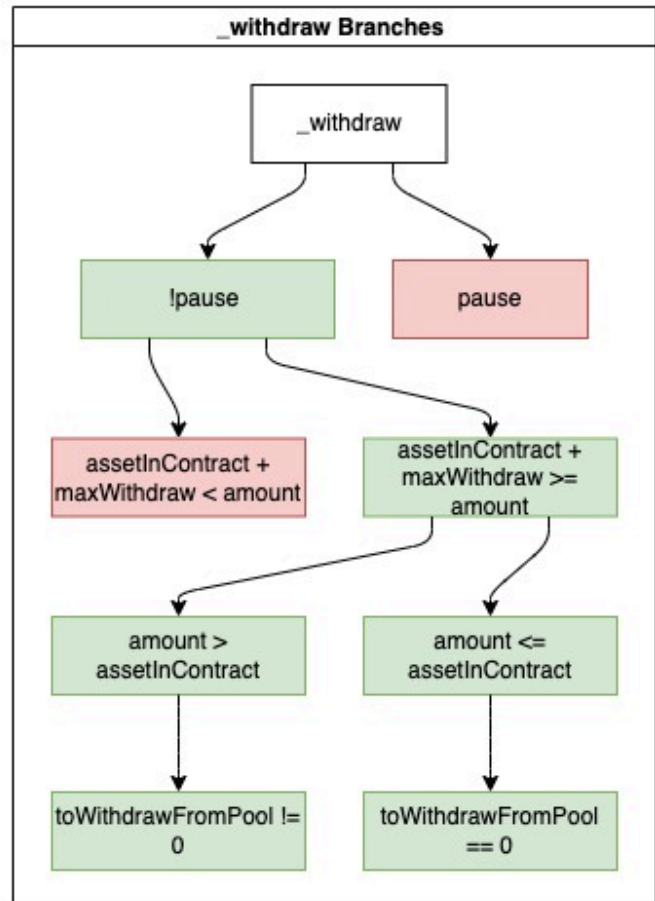 _withdraw Branches
_withdraw
!pause
pause
assetInContract +
maxWithdraw < amount
assetInContract +
maxWithdraw >=
amount
amount >
assetInContract
amount <=
assetInContract
toWithdrawFromPool !=
0
toWithdrawFromPool
== 0